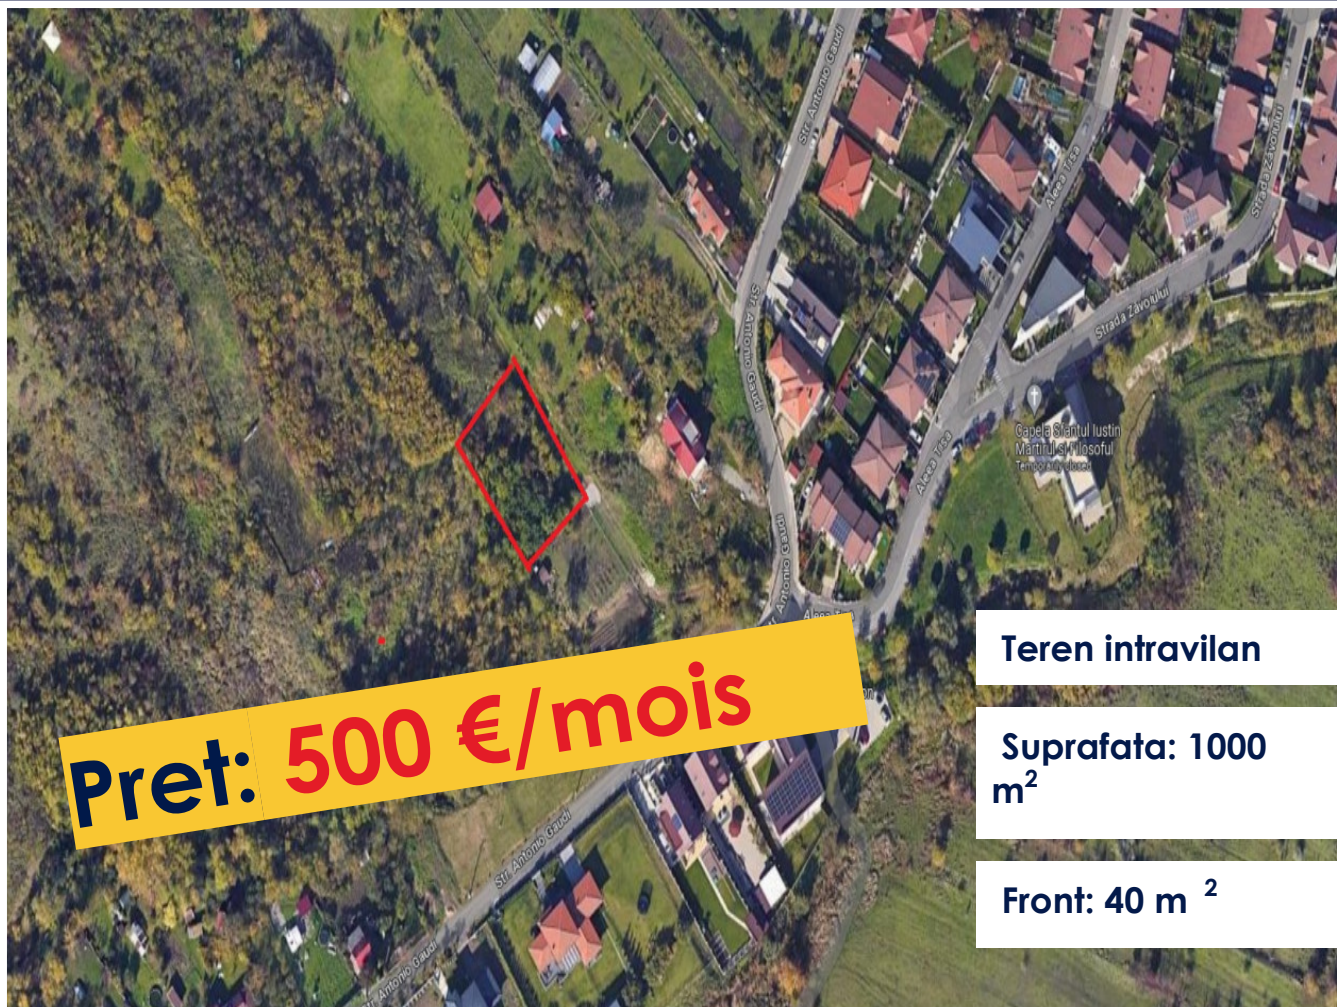 Str. Antonio Gaudi
Aleea Trisa
Strada Zavoiului
Str. Antonio Gaudi
Strada Zavoiului
Capela Sfantul Iustin
Martirul si Filosoful
Temporarily closed
Aleea Trisa
Antonio Gaudi
Teren intravilan
Pret: 500 €/mois
Suprafata: 1000
m²
Front: 40 m ²
Str. Antonio Gaudi
Antonio Gaudi